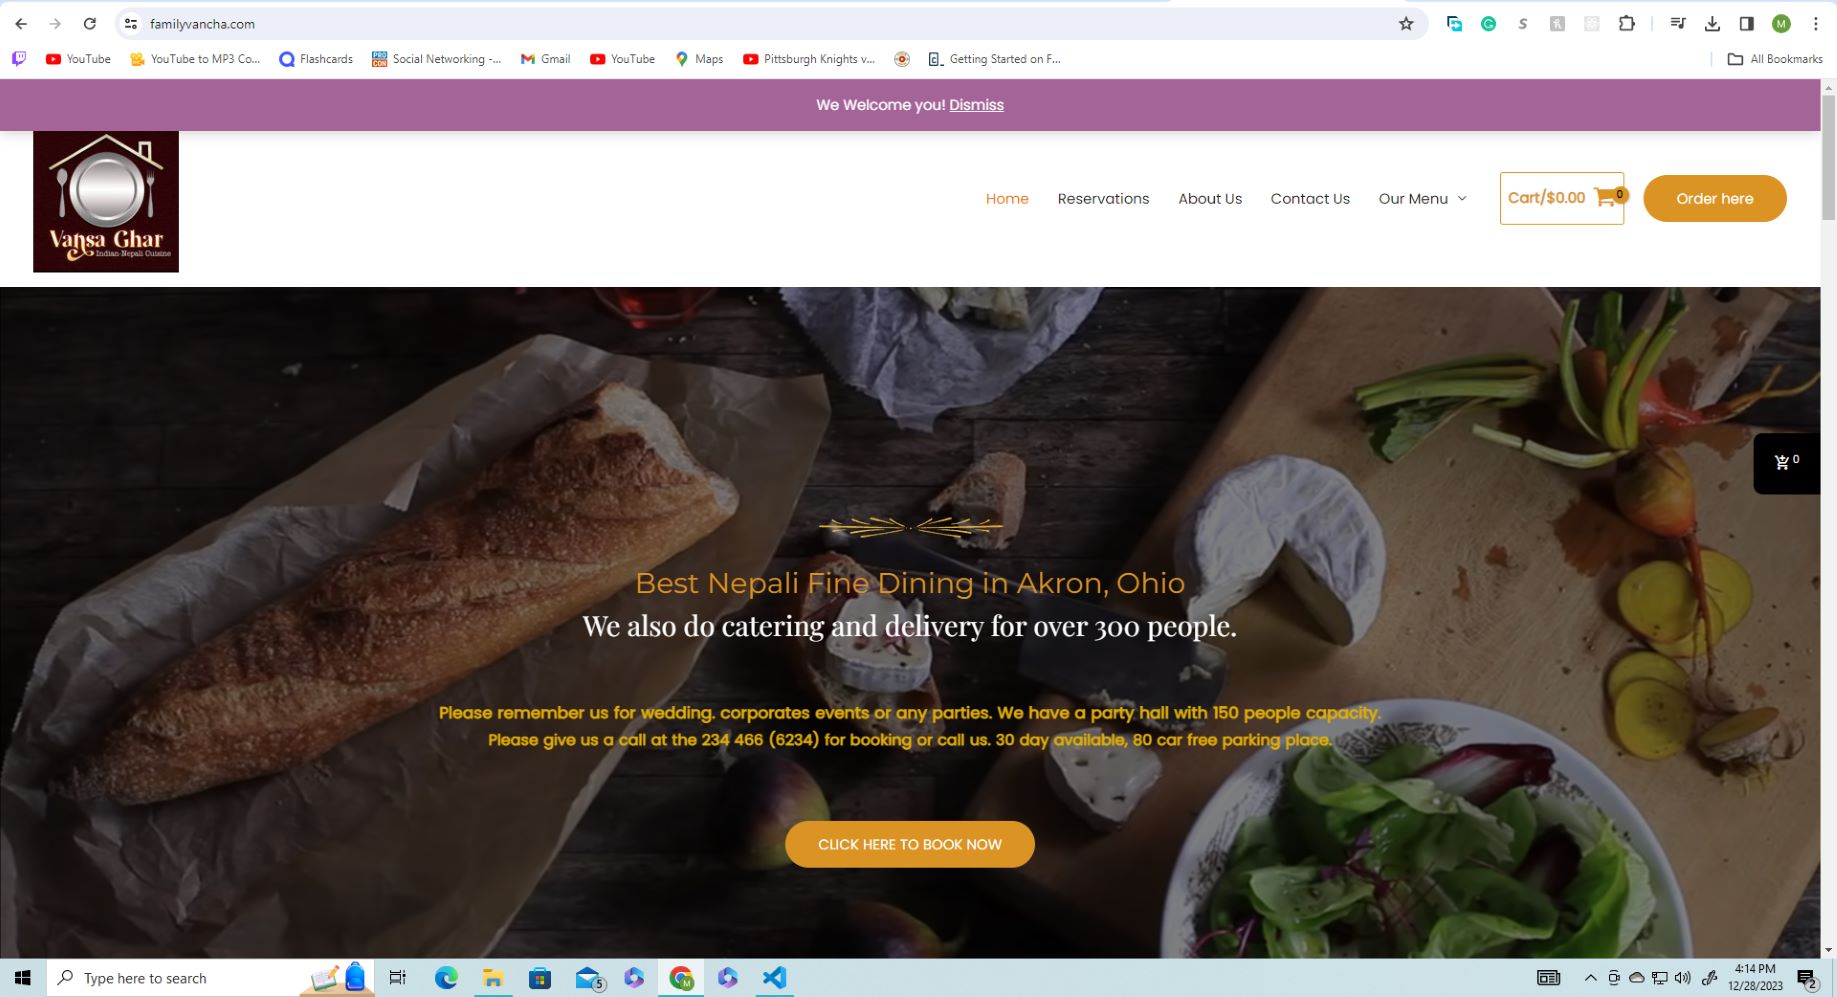 familyvancha.com
M
YouTube
YouTube to MP3 Co...
Flashcards
PRO CON
Social Networking -...
Gmail
YouTube
Maps
Pittsburgh Knights v...
Getting Started on F...
All Bookmarks
We Welcome you! Dismiss
Vansa Ghar
Indian-Nepali Cuisine
Home
Reservations
About Us
Contact Us
Our Menu
Cart/$0.00
0
Order here
0
Best Nepali Fine Dining in Akron, Ohio
We also do catering and delivery for over 300 people.
Please remember us for wedding. corporates events or any parties. We have a party hall with 150 people capacity.
Please give us a call at the 234 466 (6234) for booking or call us. 30 day available, 80 car free parking place.
CLICK HERE TO BOOK NOW
Type here to search
5
M
4:14 PM
12/28/2023
2